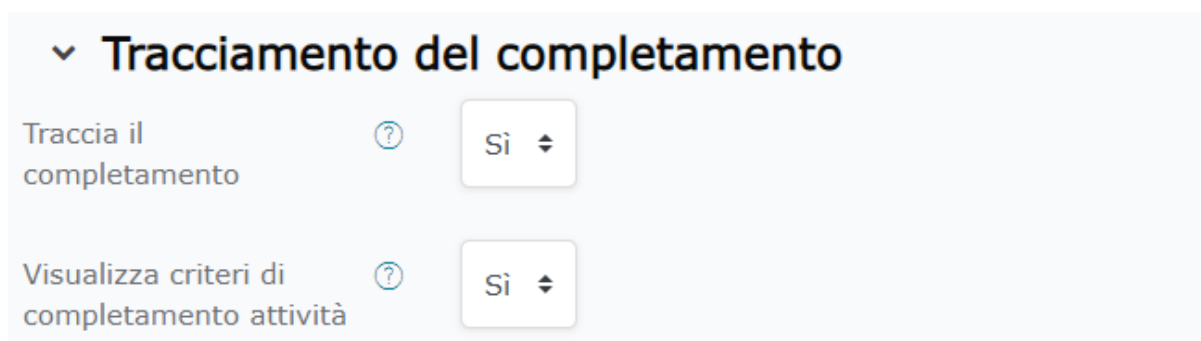 Tracciamento del completamento
Traccia il
completamento
Sì
Visualizza criteri di
completamento attività
Sì